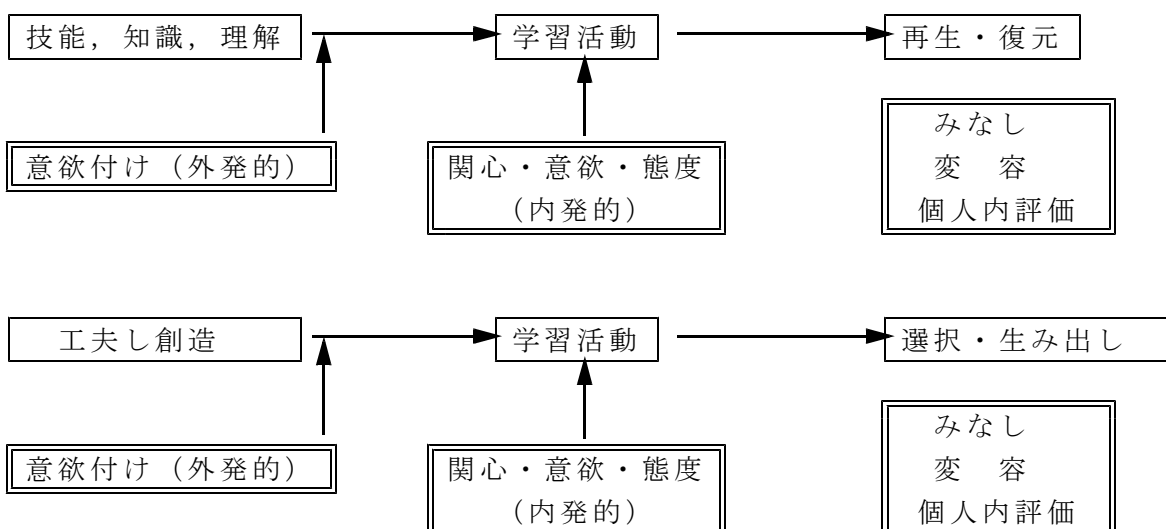 技能，知識，理解
学習活動
再生・復元
意欲付け（外発的）
関心・意欲・態度
（内発的）
みなし
変　容
個人内評価
工夫し創造
学習活動
選択・生み出し
意欲付け（外発的）
関心・意欲・態度
（内発的）
みなし
変　容
個人内評価